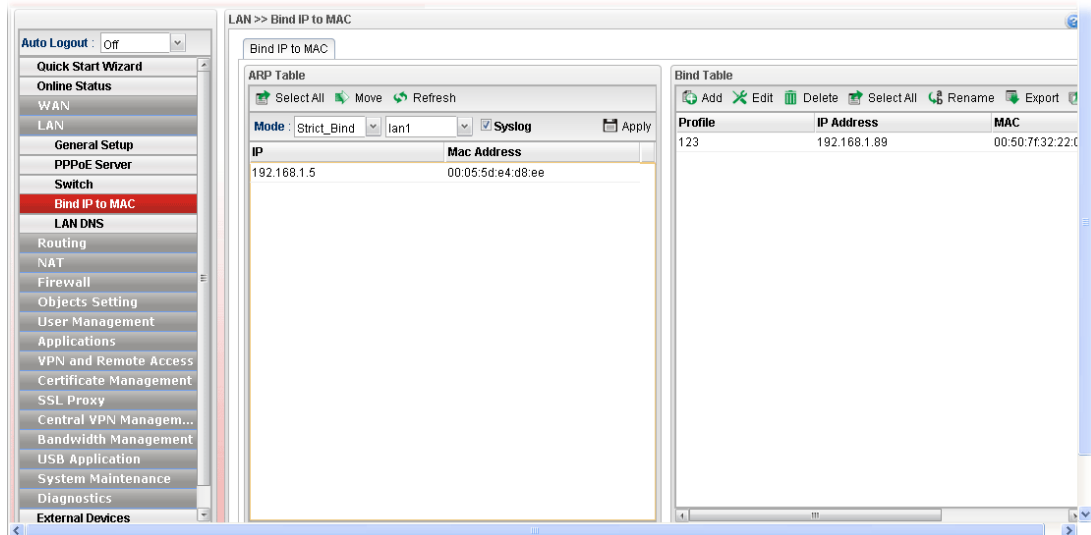 LAN >> Bind IP to MAC
Auto Logout : Off
Quick Start Wizard
Online Status
WAN
LAN
General Setup
PPPoE Server
Switch
Bind IP to MAC
LAN DNS
Routing
NAT
Firewall
Objects Setting
User Management
Applications
VPN and Remote Access
Certificate Management
SSL Proxy
Central VPN Managem...
Bandwidth Management
USB Application
System Maintenance
Diagnostics
External Devices
Bind IP to MAC
ARP Table
Select All Move Refresh
Mode : Strict_Bind lan1 Syslog Apply
IP Mac Address
192.168.1.5 00:05:5d:e4:d8:ee
Bind Table
Add Edit Delete Select All Rename Export
Profile IP Address MAC
123 192.168.1.89 00:50:7f:32:22: